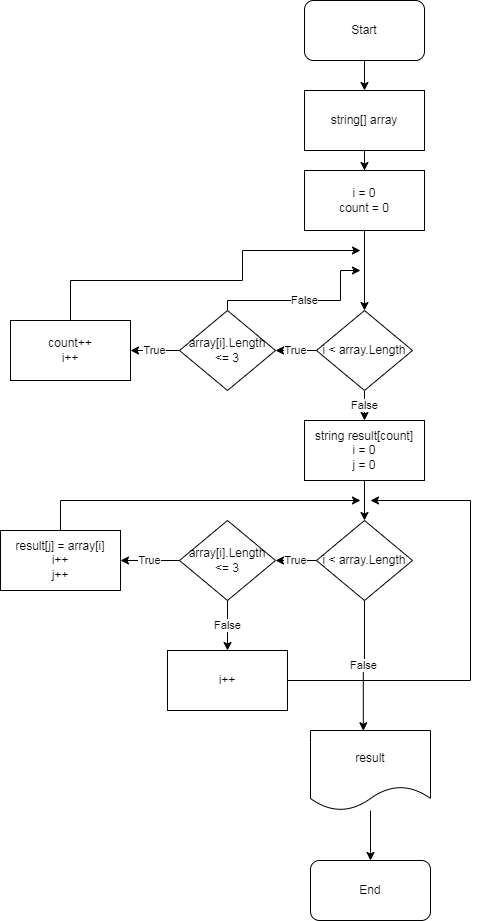 Start
string[] array
i = 0
count = 0
False
count++
i++
True
array[i].Length
<= 3
True
i < array.Length
False
string result[count]
i = 0
j = 0
result[j] = array[i]
i++
j++
True
array[i].Length
<= 3
True
i < array.Length
False
i++
False
result
End